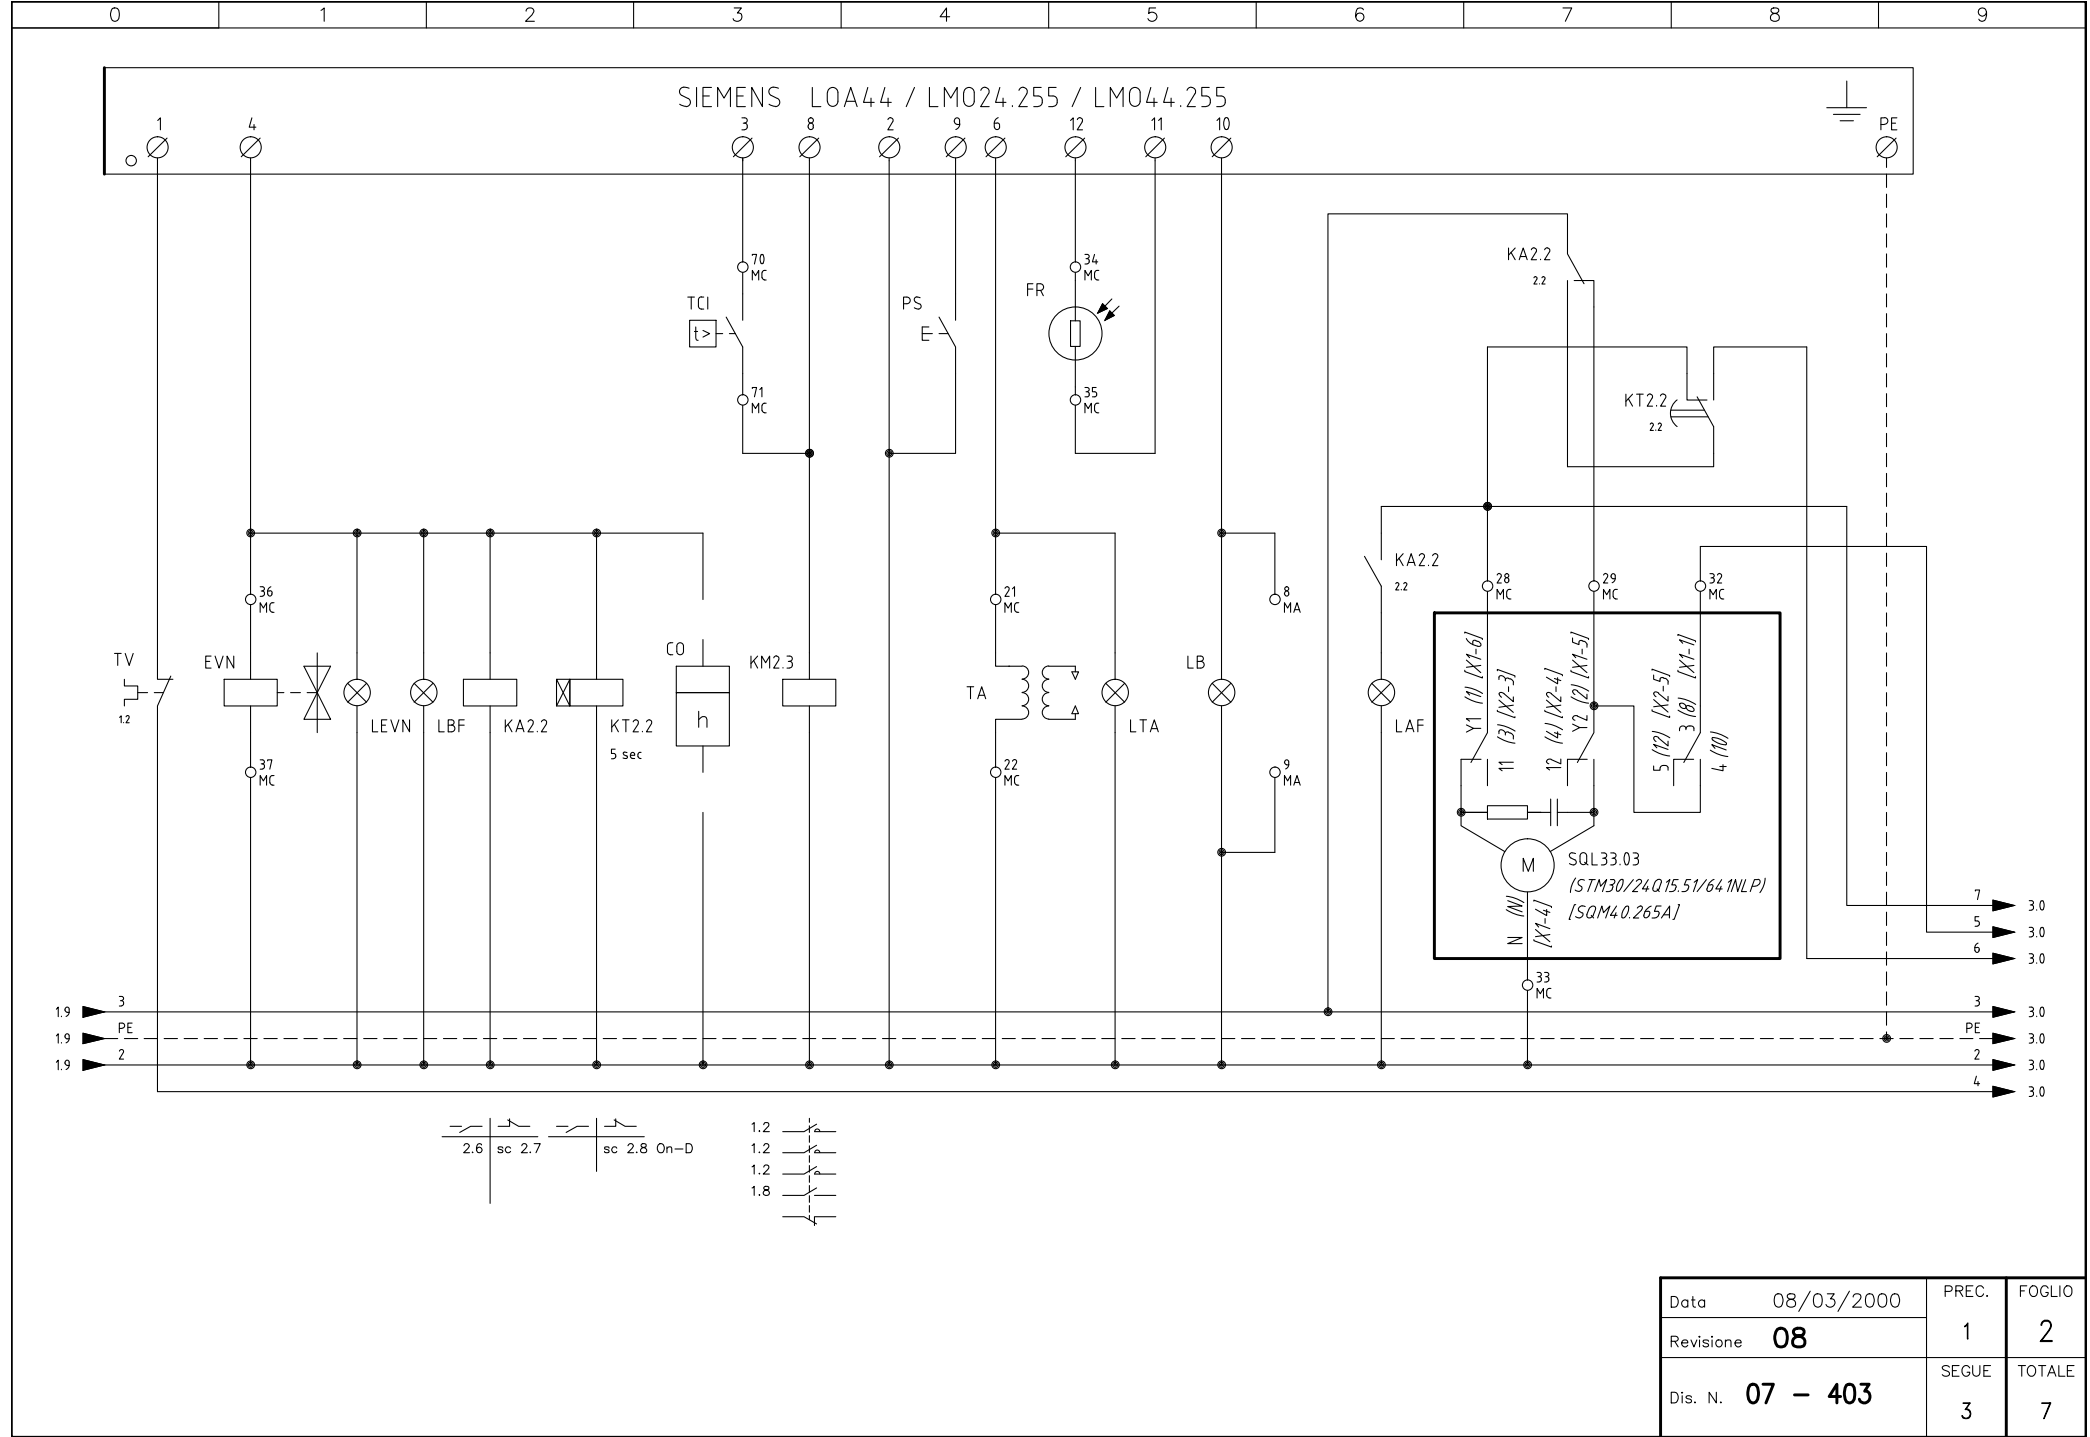 0 1 2 3 4 5 6 7 8 9
SIEMENS LOA44 / LMO24.255 / LMO44.255
1 4 3 8 2 9 6 12 11 10 PE
70
MC
34
MC
KA2.2
2.2
TCI
t>
PS
FR
71
MC
35
MC
KT2.2
2.2
KA2.2
2.2
36
MC
21
MC
8
MA
28
MC
29
MC
32
MC
TV
1.2
EVN
LEVN
LBF
KA2.2
KT2.2
5 sec
CO
h
KM2.3
TA
LTA
LB
LAF
37
MC
22
MC
9
MA
Y1 (1) [X1-6]
11 (3) [X2-3]
12 (4) [X2-4]
Y2 (2) [X1-5]
5 (12) [X2-5]
3 (8) [X1-1]
4 (10)
M
SQL33.03
(STM30/24Q15.51/641NLP)
[SQM40.265A]
N (N)
[X1-4]
33
MC
7 3.0
5 3.0
6 3.0
1.9 3 3 3.0
1.9 PE PE 3.0
1.9 2 2 3.0
4 3.0
2.6 sc 2.7
sc 2.8 On-D
1.2
1.2
1.2
1.8
Data 08/03/2000
PREC.
1
FOGLIO
2
Revisione 08
Dis. N. 07 - 403
SEGUE
3
TOTALE
7